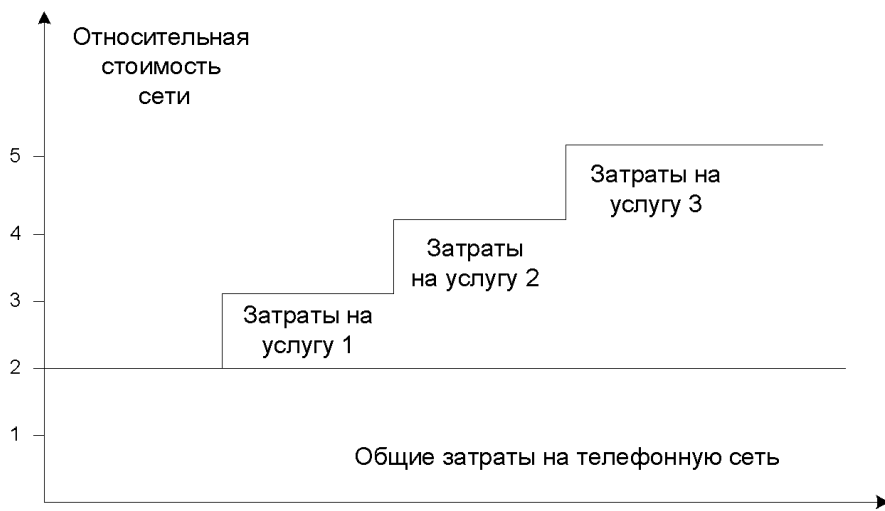 Относительная
стоимость
сети
5
Затраты на
услугу 3
4
Затраты
на услугу 2
3
Затраты на
услугу 1
2
1
Общие затраты на телефонную сеть